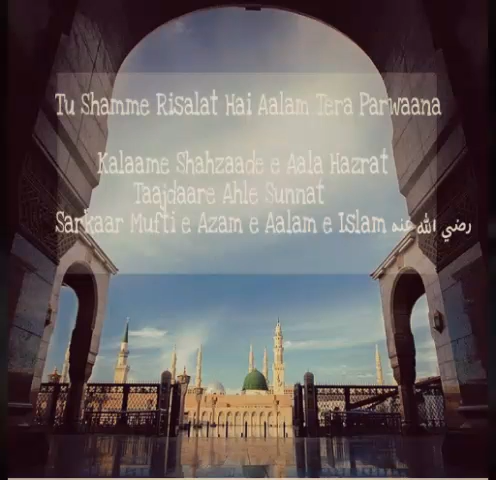 Tu Shamme Risalat Hai Aalam Tera Parwaana
Kalaame Shahzaade e Aala Hazrat
Taajdaare Ahle Sunnat
Sarkaar Mufti e Azam e Aalam e Islam رضي الله عنه